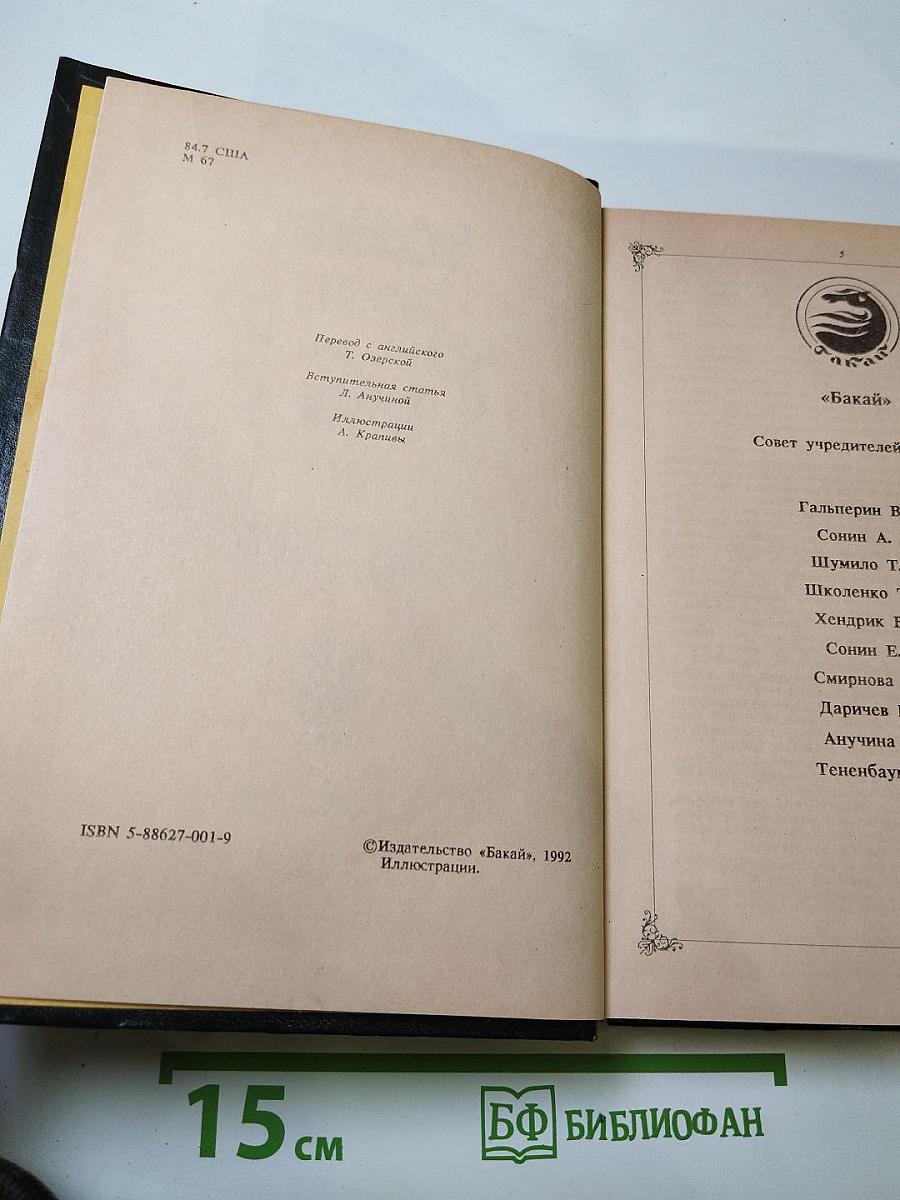 84.7 США
М 67
Перевод с английского
Т. Озерской
Вступительная статья
Л. Анучиной
Иллюстрации
А. Крапивы
ISBN 5-88627-001-9
©Издательство «Бакай», 1992
Иллюстрации.
5
бакай
«Бакай»
Совет учредителей
Гальперин В
Сонин А.
Шумило Т.
Школенко
Хендрик
Сонин Е.
Смирнова
Даричев
Анучина
Тененбаум
15 см
БФ БИБЛИОФАН